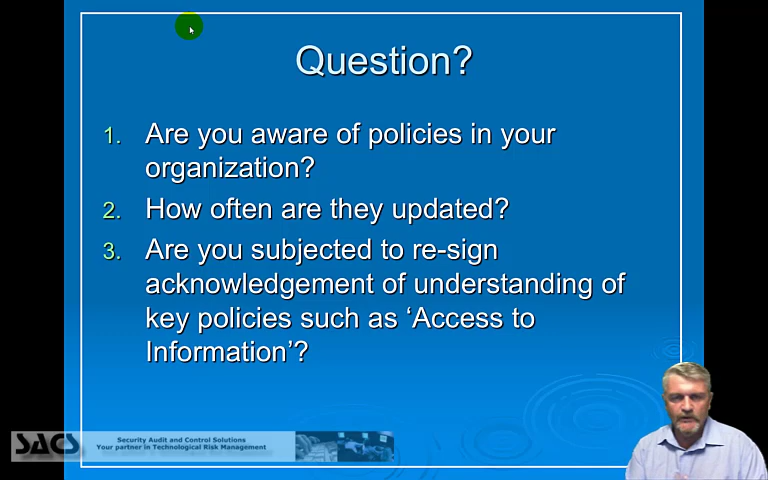 Question?
1. Are you aware of policies in your
organization?
2. How often are they updated?
3. Are you subjected to re-sign
acknowledgement of understanding of
key policies such as ‘Access to
Information’?
SACS
Security Audit and Control Solutions
Your partner in Technological Risk Management